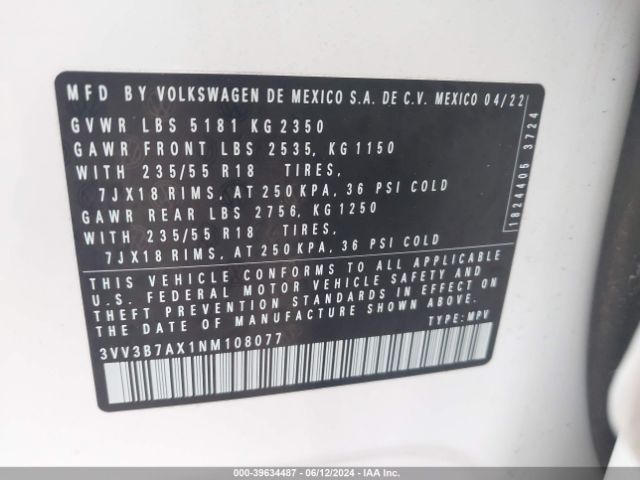 MFD BY VOLKSWAGEN DE MEXICO S.A. DE C.V. MEXICO 04/22
GVWR LBS 5181 KG 2350
GAWR FRONT LBS 2535, KG 1150
WITH 235/55 R18 TIRES,
7JX18 RIMS, AT 250 KPA, 36 PSI COLD
GAWR REAR LBS 2756, KG 1250
WITH 235/55 R18 TIRES,
7JX18 RIMS, AT 250 KPA, 36 PSI COLD
THIS VEHICLE CONFORMS TO ALL APPLICABLE
U.S. FEDERAL MOTOR VEHICLE SAFETY AND
THEFT PREVENTION STANDARDS IN EFFECT ON
THE DATE OF MANUFACTURE SHOWN ABOVE.
3VV3B7AX1NM108077 TYPE: MPV
1824405 3724
000-39634487 - 06/12/2024 - IAAI.com